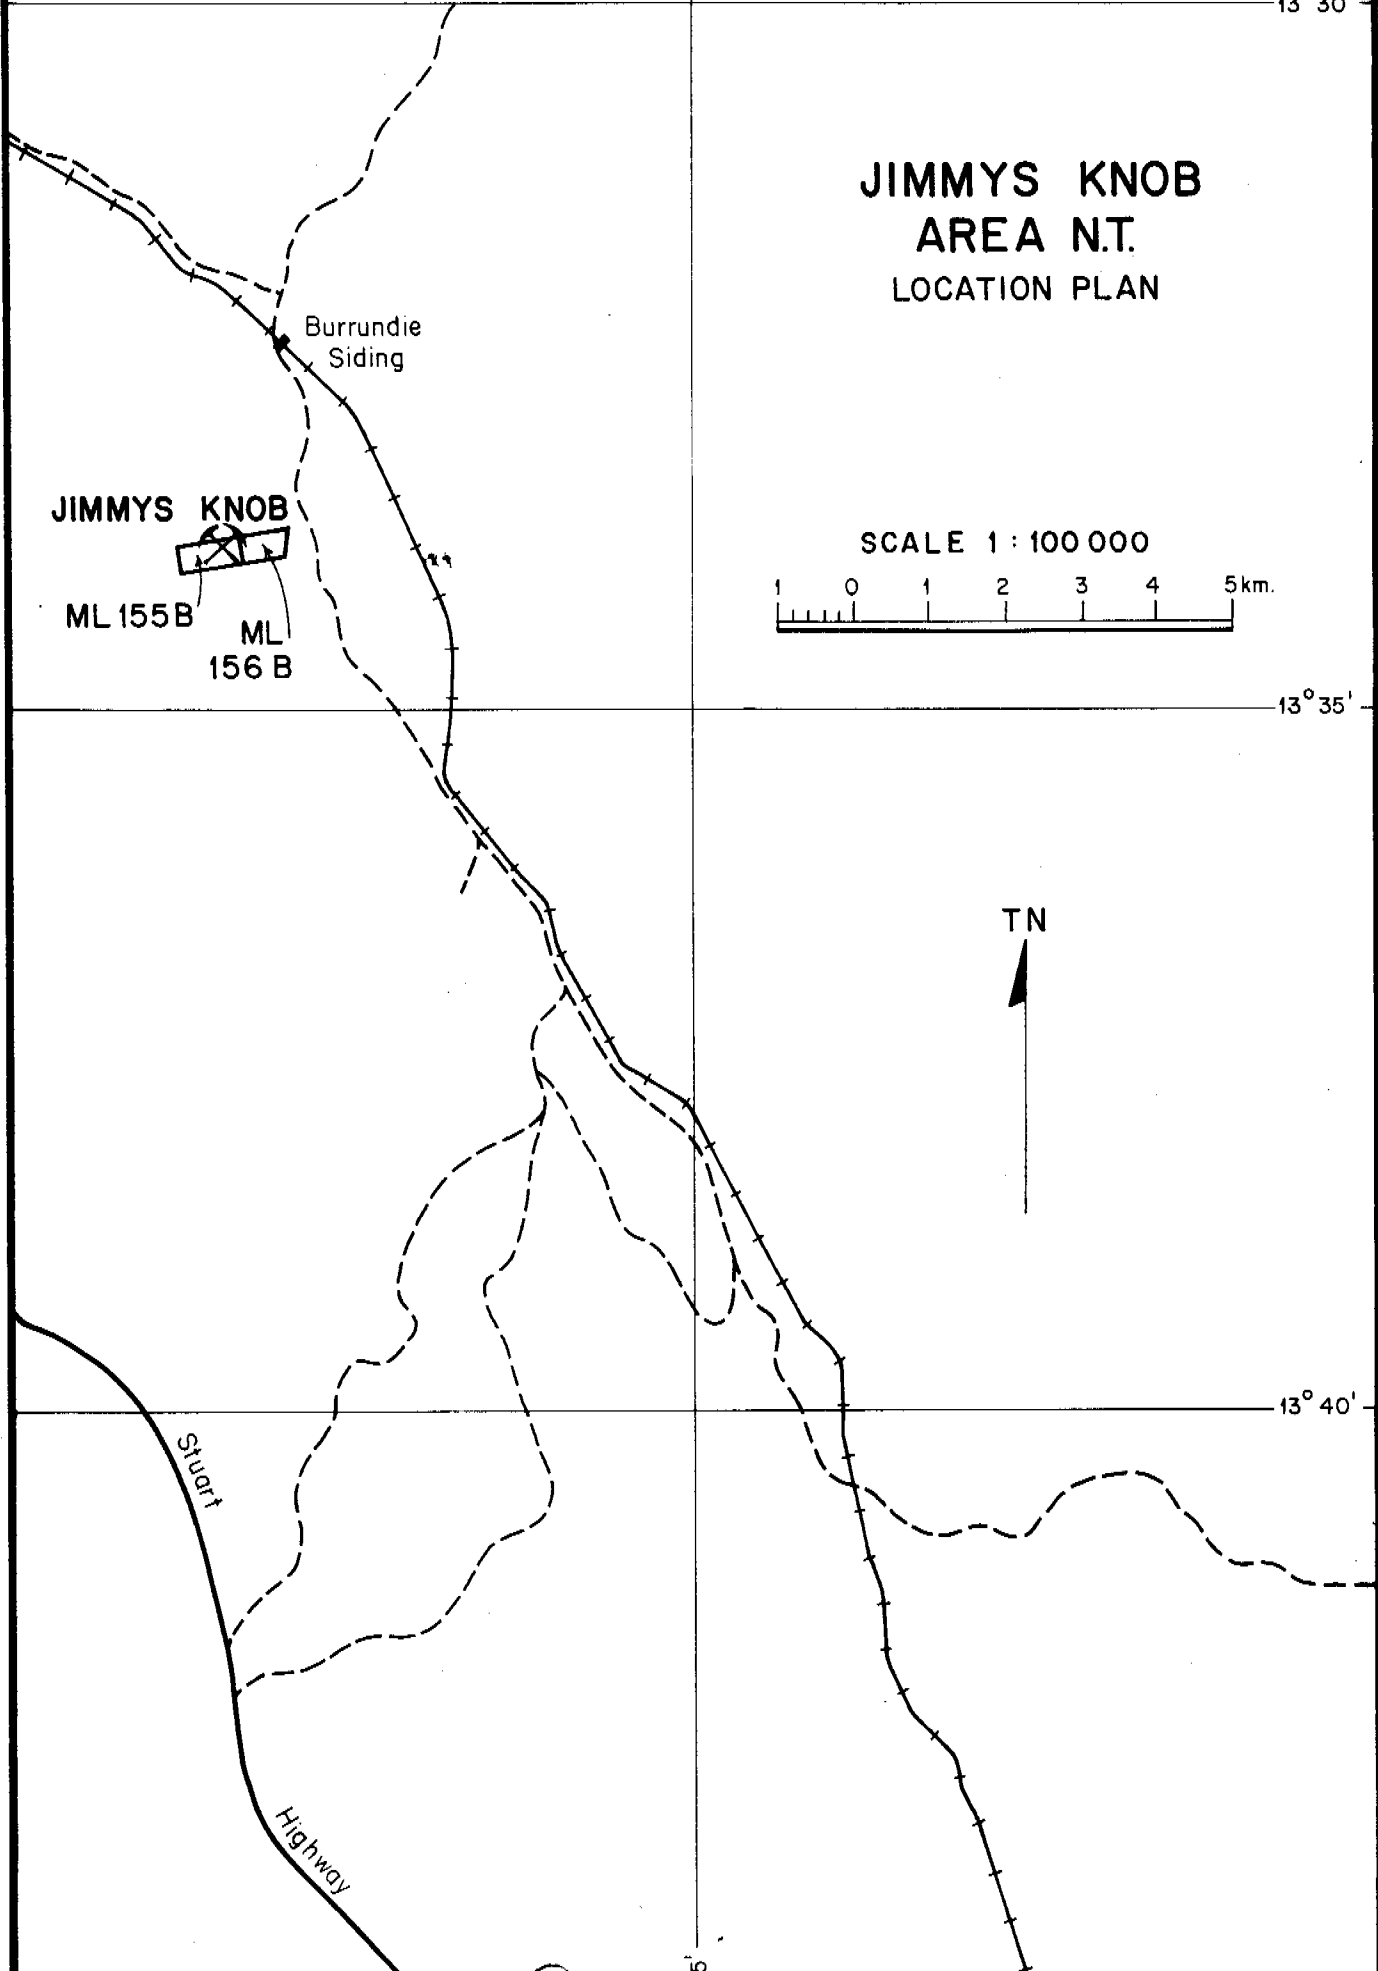 13 30
JIMMYS KNOB
AREA N.T.
LOCATION PLAN
Burrundie
Siding
JIMMYS KNOB
ML 155 B
ML
156 B
SCALE 1 : 100 000
1 0 1 2 3 4 5 km.
13° 35'
TN
13° 40'
Stuart
Highway